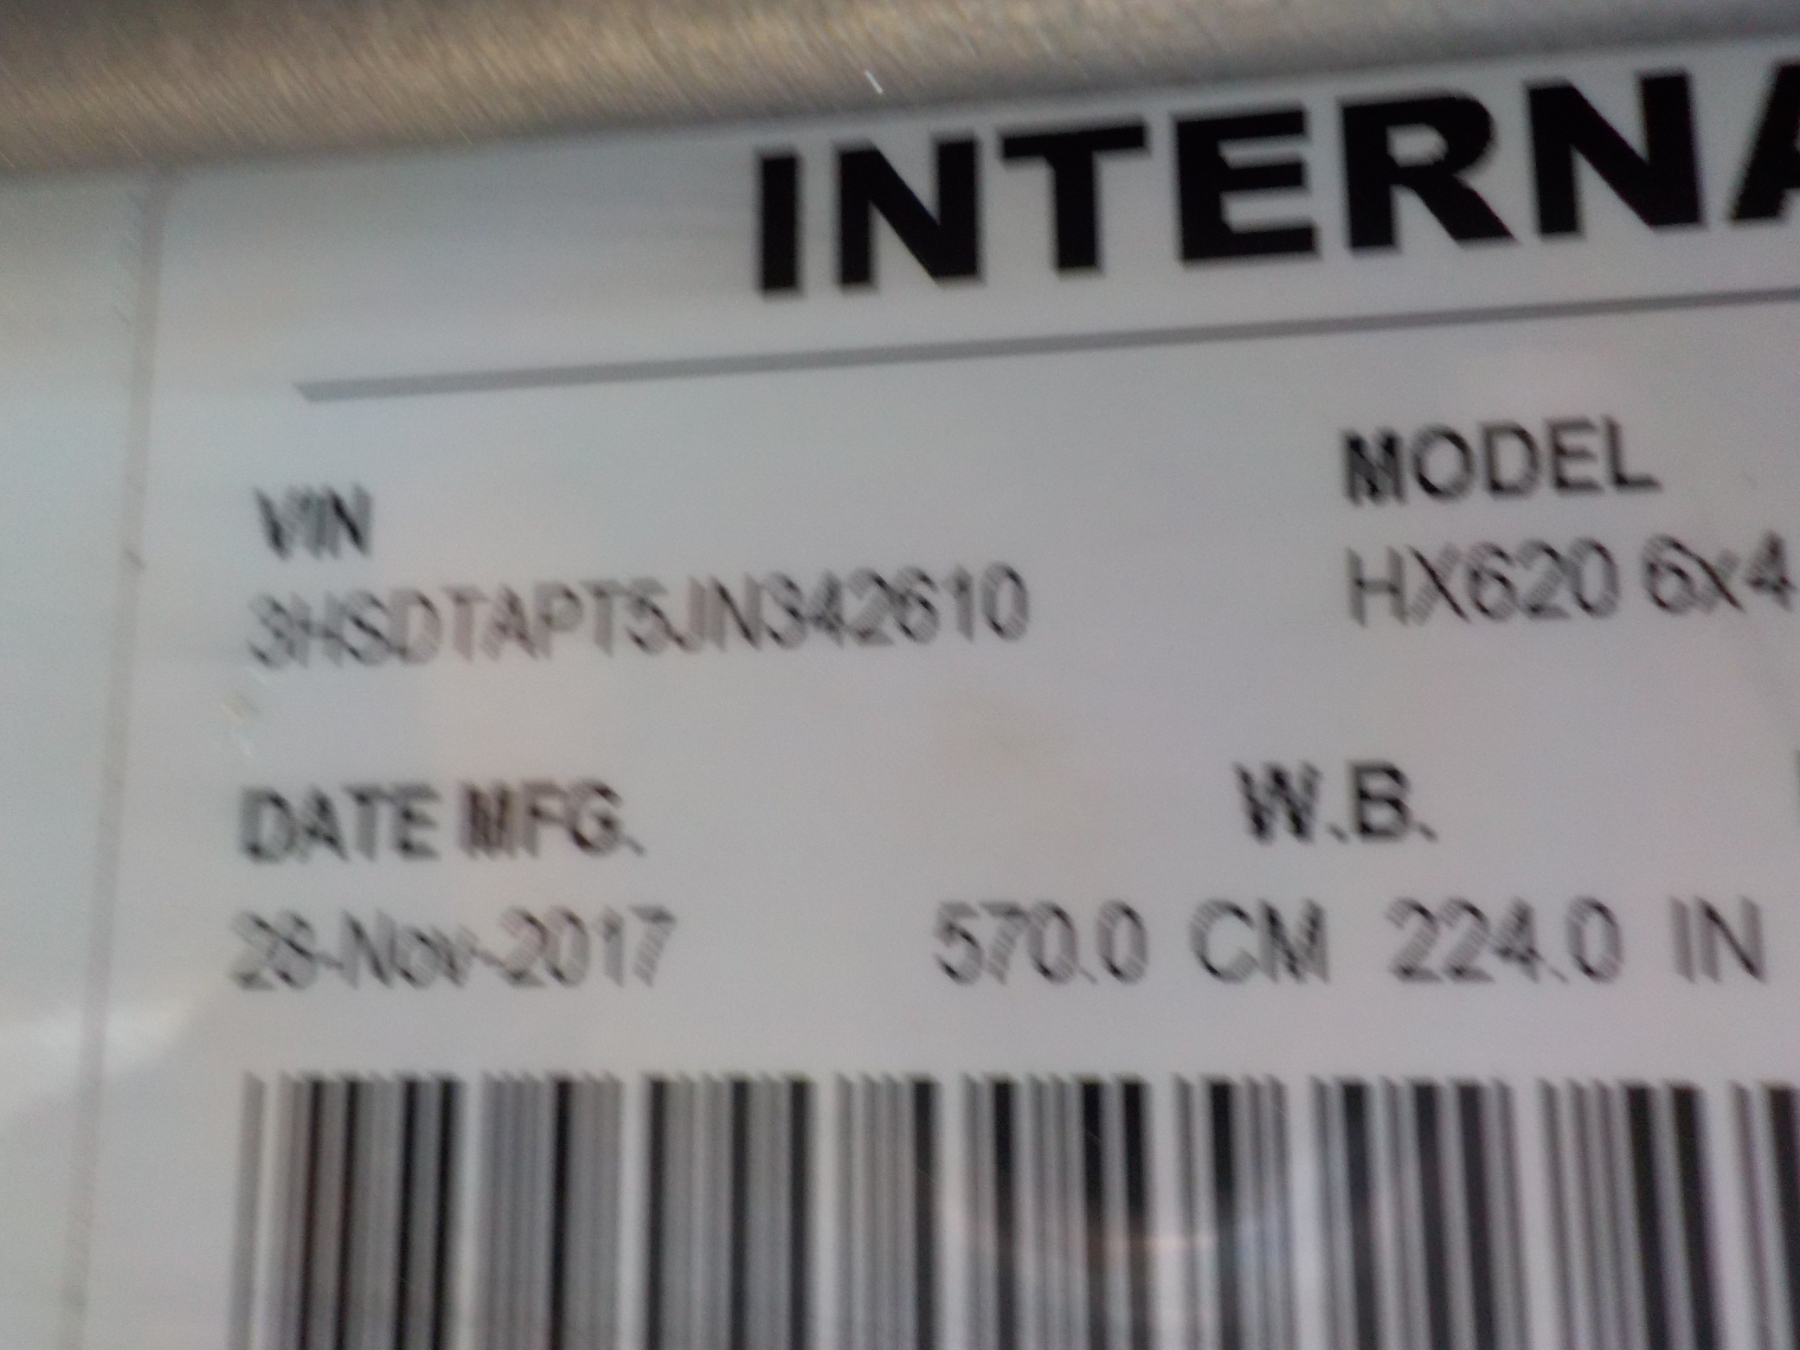 INTERNA
VIN
MODEL
3HSDTAPT5JN342610
HX620 6x4
DATE MFG.
W.B.
28-Nov-2017
570.0 CM 224.0 IN